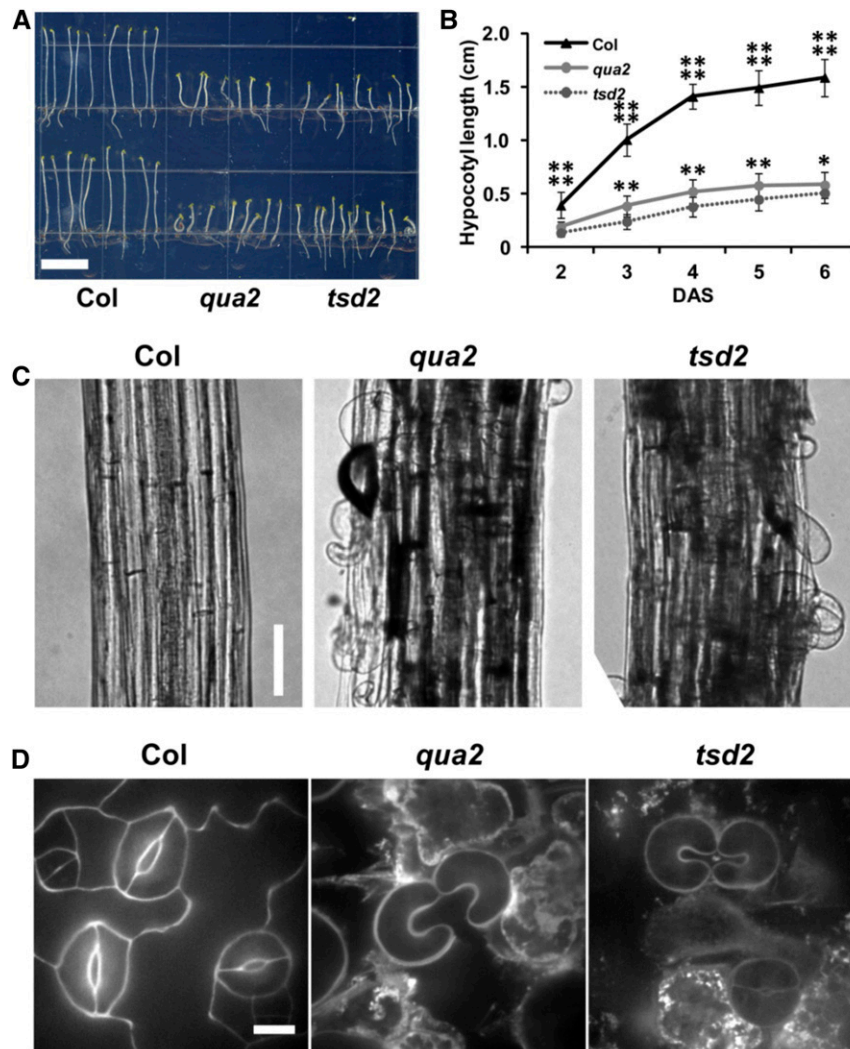 A
Col
qua2
tsd2
B
Hypocotyl length (cm)
2.0
1.5
1.0
0.5
0
Col
qua2
tsd2
**
**
**
**
**
**
**
**
**
**
**
**
**
*
2 3 4 5 6
DAS
C
Col
qua2
tsd2
D
Col
qua2
tsd2